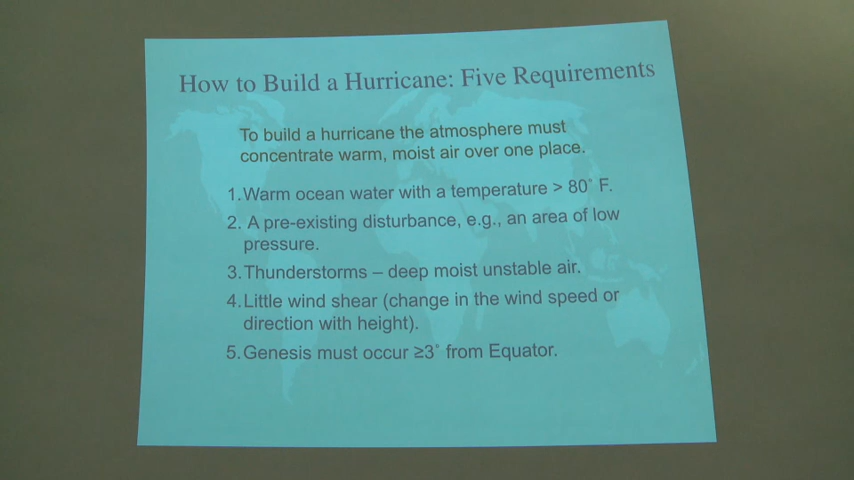 How to Build a Hurricane: Five Requirements
To build a hurricane the atmosphere must
concentrate warm, moist air over one place.
1. Warm ocean water with a temperature > 80° F.
2. A pre-existing disturbance, e.g., an area of low
pressure.
3. Thunderstorms – deep moist unstable air.
4. Little wind shear (change in the wind speed or
direction with height).
5. Genesis must occur ≥3° from Equator.